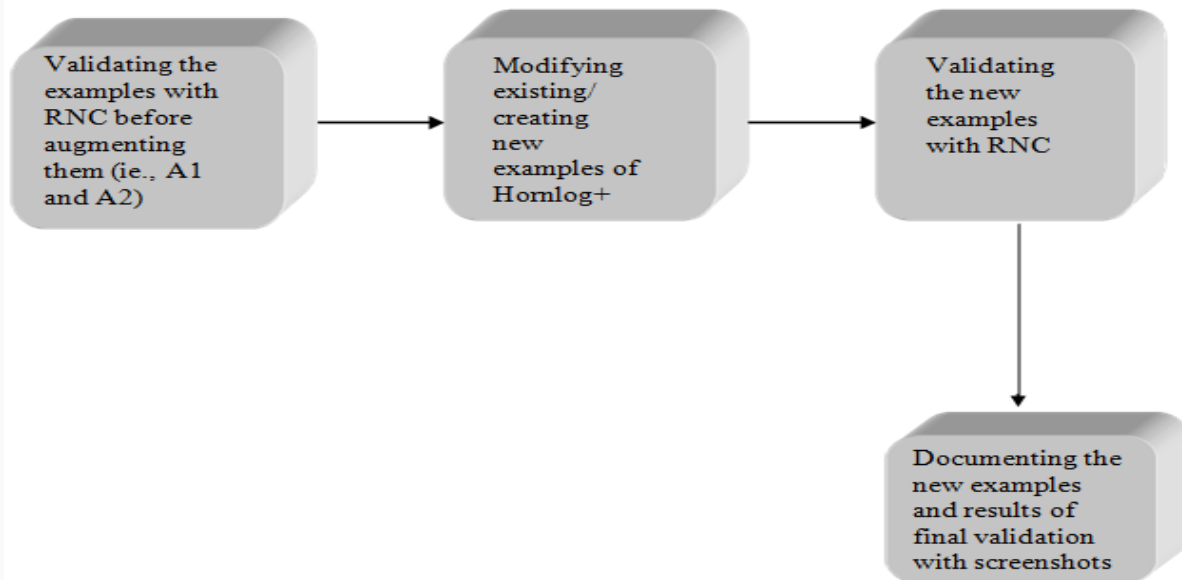 Validating the
examples with
RNC before
augmenting
them (ie., A1
and A2)
Modifying
existing/
creating
new
examples of
Homlog+
Validating
the new
examples
with RNC
Documenting the
new examples
and results of
final validation
with screenshots